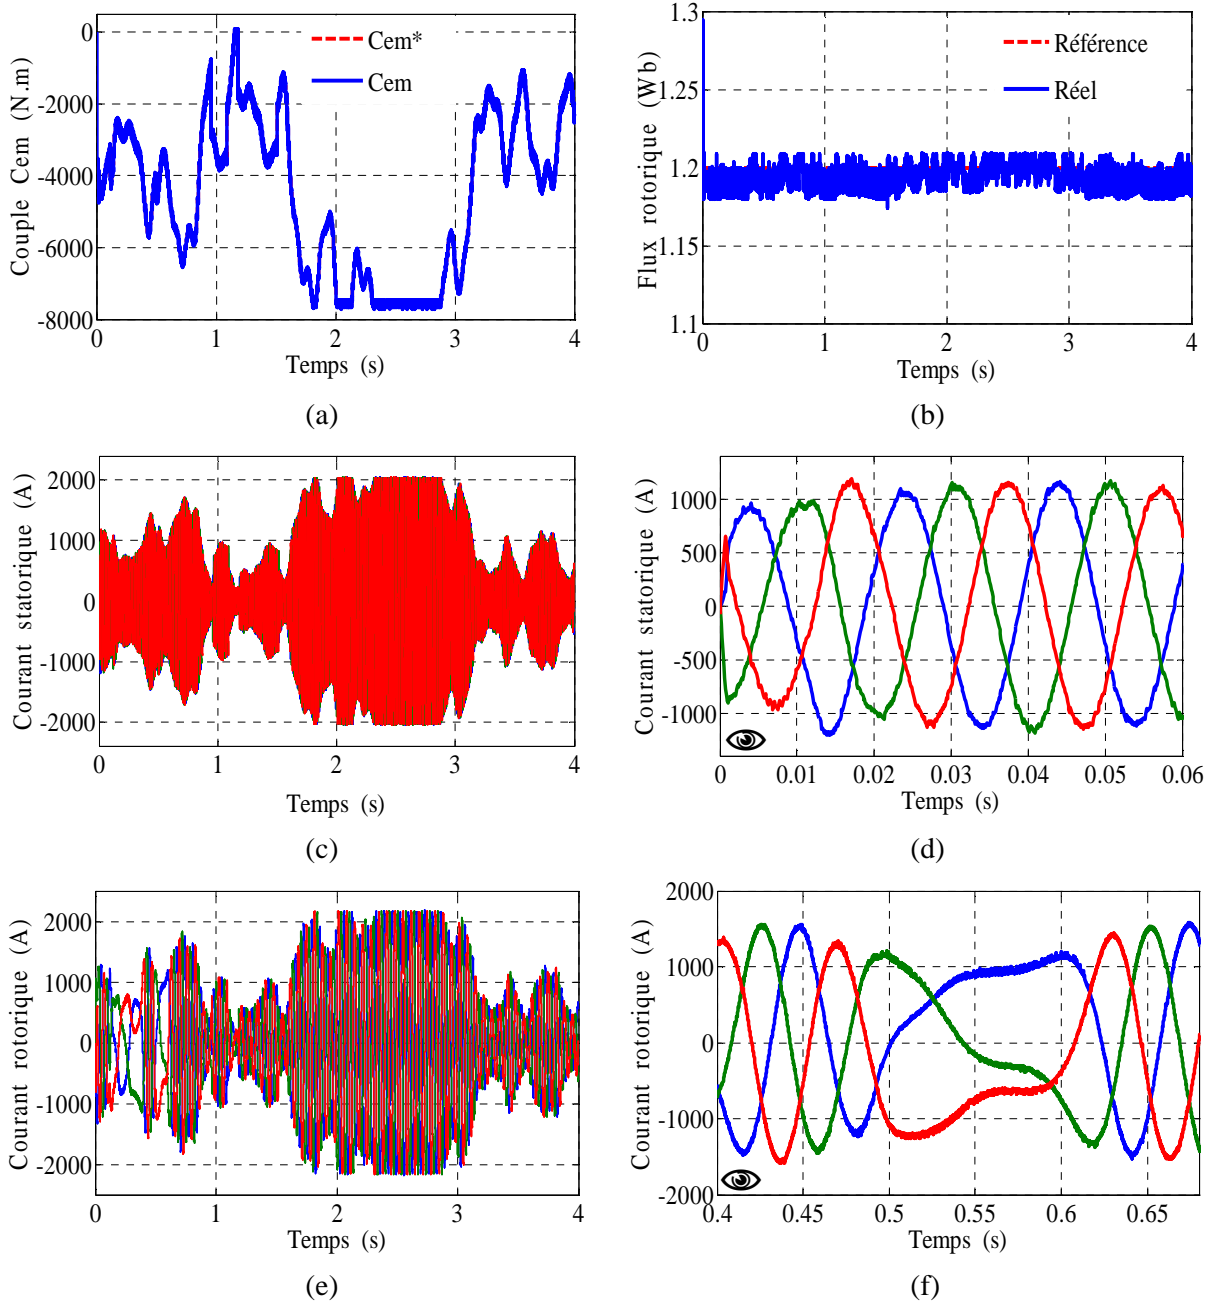 Couple Cem (N.m)
0
-2000
-4000
-6000
-8000
Cem*
Cem
0 1 2 3 4
Temps (s)
(a)
Flux rotorique (Wb)
1.3
1.25
1.2
1.15
1.1
Référence
Réel
0 1 2 3 4
Temps (s)
(b)
Courant statorique (A)
2000
1000
0
-1000
-2000
0 1 2 3 4
Temps (s)
(c)
Courant statorique (A)
1000
500
0
-500
-1000
0 0.01 0.02 0.03 0.04 0.05 0.06
Temps (s)
(d)
Courant rotorique (A)
2000
1000
0
-1000
-2000
0 1 2 3 4
Temps (s)
(e)
Courant rotorique (A)
2000
1000
0
-1000
-2000
0.4 0.45 0.5 0.55 0.6 0.65
Temps (s)
(f)